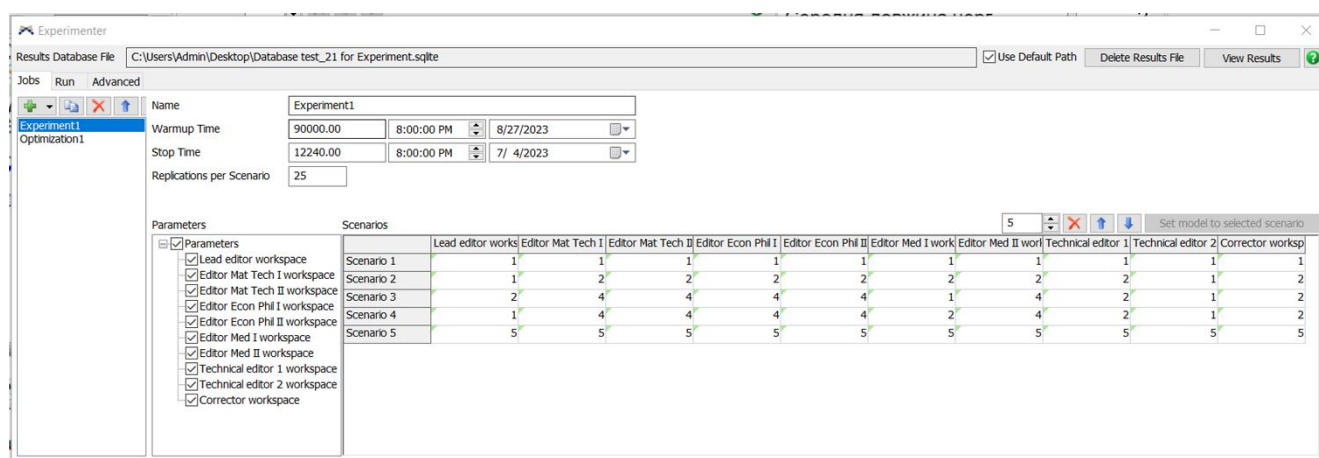 Experimenter
Results Database File C:\Users\Admin\Desktop\Database test_21 for Experiment.sqlite Use Default Path Delete Results File View Results
Jobs Run Advanced
Name Experiment1
Experiment1
Optimization1
Warmup Time 90000.00 8:00:00 PM 8/27/2023
Stop Time 12240.00 8:00:00 PM 7/ 4/2023
Replications per Scenario 25
5 Set model to selected scenario
Parameters
Parameters
Lead editor workspace
Editor Mat Tech I workspace
Editor Mat Tech II workspace
Editor Econ Phil I workspace
Editor Econ Phil II workspace
Editor Med I workspace
Editor Med II workspace
Technical editor 1 workspace
Technical editor 2 workspace
Corrector workspace
Scenarios
Lead editor works Editor Mat Tech I Editor Mat Tech II Editor Econ Phil I Editor Econ Phil II Editor Med I work Editor Med II worl Technical editor 1 Technical editor 2 Corrector worksp
Scenario 1 1 1 1 1 1 1 1 1 1 1
Scenario 2 1 2 2 2 2 2 2 2 1 2
Scenario 3 2 4 4 4 4 1 4 2 1 2
Scenario 4 1 4 4 4 4 2 4 2 1 2
Scenario 5 5 5 5 5 5 5 5 5 5 5